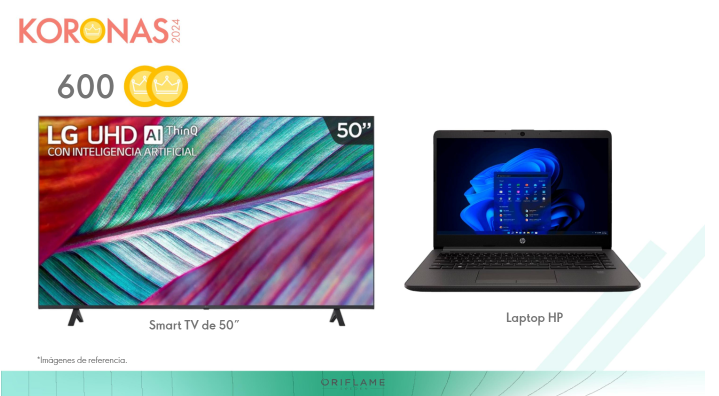 KORONAS 2024
600
LG UHD AI ThinQ 50”
CON INTELIGENCIA ARTIFICIAL
Smart TV de 50”
Laptop HP
*Imágenes de referencia.
ORIFLAME